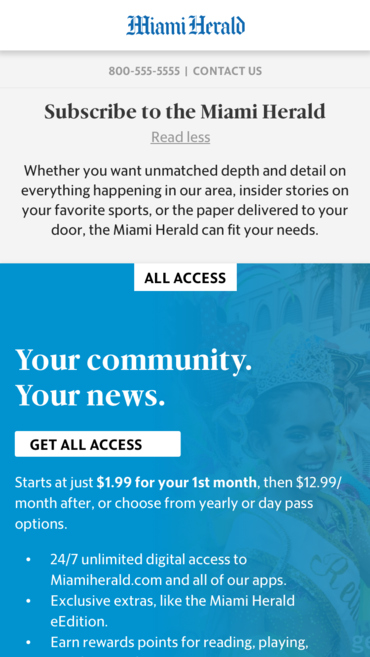 Miami Herald
800-555-5555 | CONTACT US
Subscribe to the Miami Herald
Read less
Whether you want unmatched depth and detail on
everything happening in our area, insider stories on
your favorite sports, or the paper delivered to your
door, the Miami Herald can fit your needs.
ALL ACCESS
Your community.
Your news.
GET ALL ACCESS
Starts at just $1.99 for your 1st month, then $12.99/
month after, or choose from yearly or day pass
options.
• 24/7 unlimited digital access to
Miamiherald.com and all of our apps.
• Exclusive extras, like the Miami Herald
eEdition.
• Earn rewards points for reading, playing,